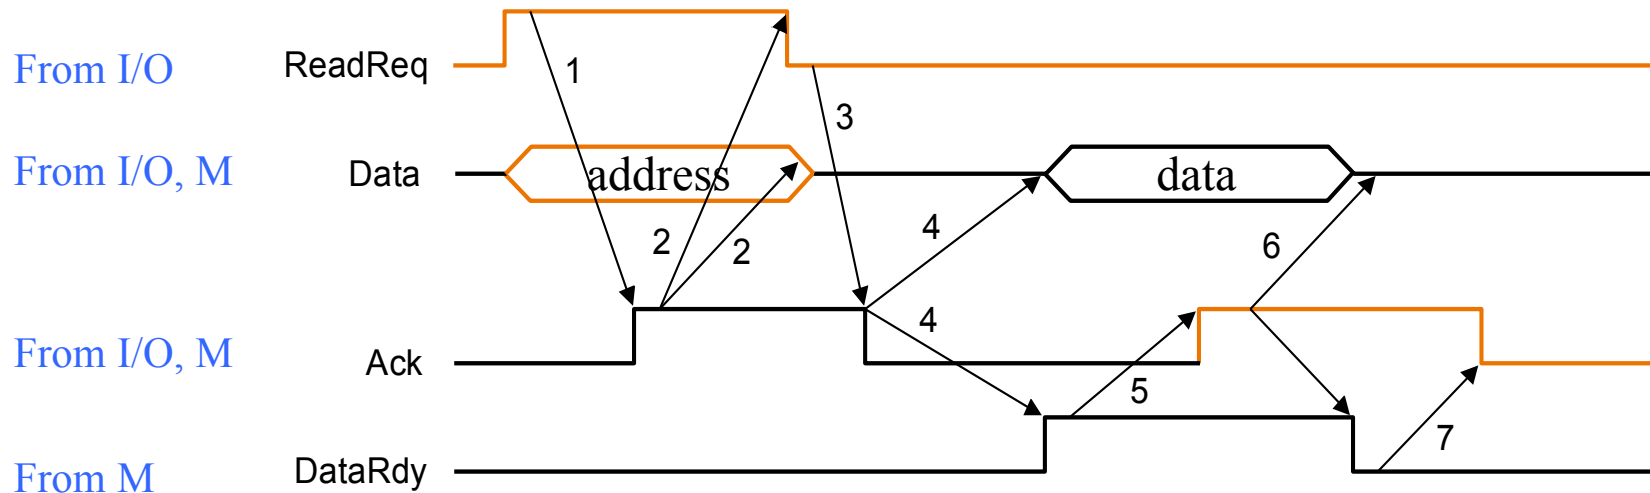 From I/O ReadReq 1
3
From I/O, M Data address data
2 2 4 6
4
From I/O, M Ack
5
7
From M DataRdy